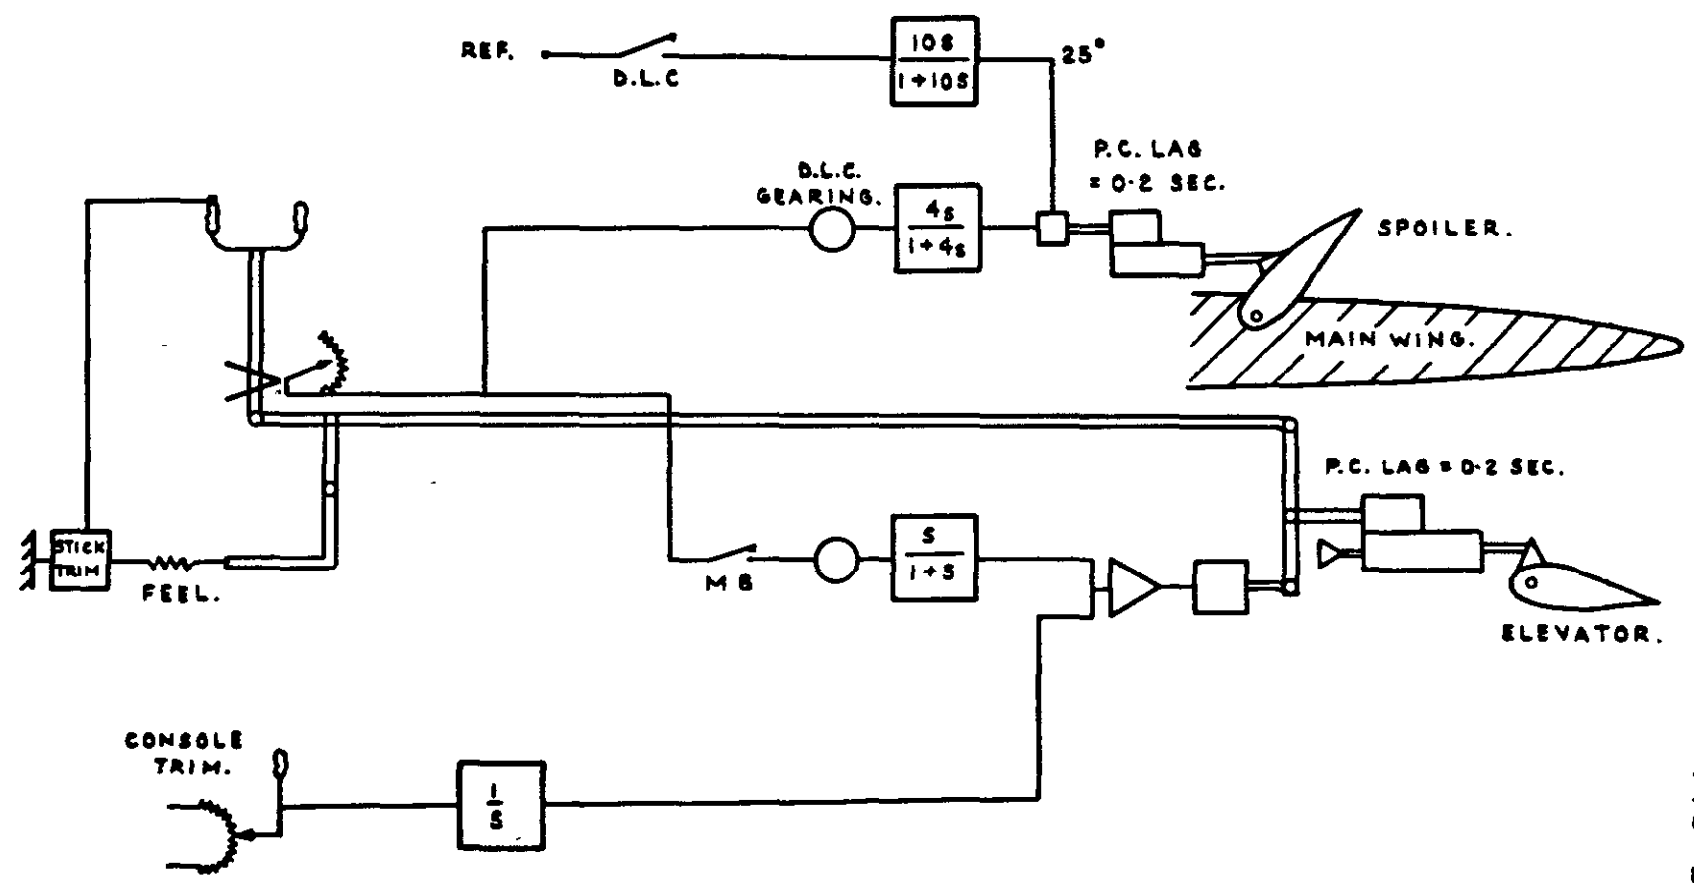 REF.
D.L.C
10S
1+10S
25°
P.C. LAG
= 0·2 SEC.
D.L.C.
GEARING.
4s
1+4s
SPOILER.
MAIN WING.
P.C. LAG = 0·2 SEC.
STICK
TRIM
FEEL.
M B
S
1+S
ELEVATOR.
CONSOLE
TRIM.
1
S